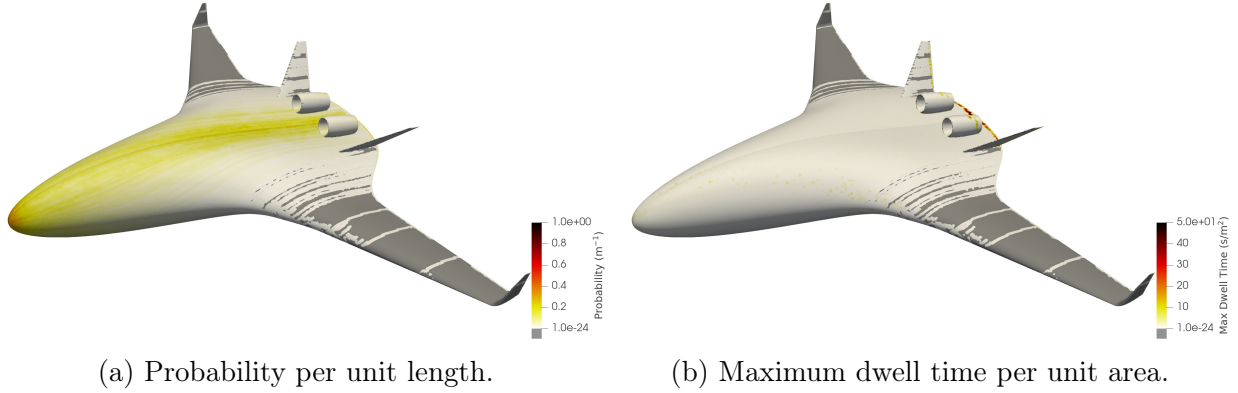 1.0e+00
0.8
0.6
0.4
0.2
1.0e-24
Probability (m⁻¹)
5.0e+01
40
30
20
10
1.0e-24
Max Dwell Time (s/m²)
(a) Probability per unit length.
(b) Maximum dwell time per unit area.